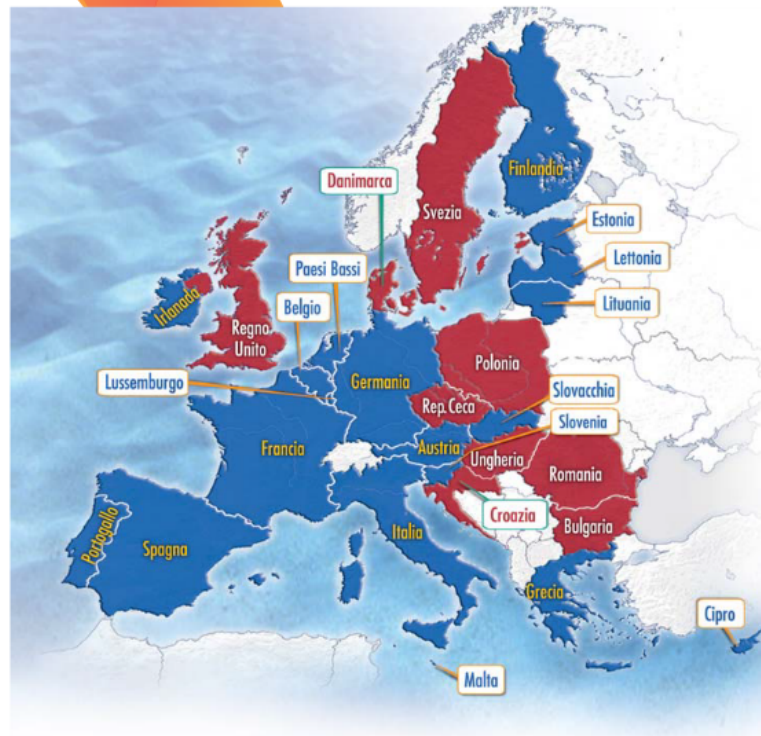 Finlandia
Danimarca
Svezia
Estonia
Lettonia
Paesi Bassi
Lituania
Irlanada
Belgio
Regno
Unito
Polonia
Lussemburgo
Germania
Slovacchia
Rep. Ceca
Slovenia
Francia
Austria
Ungheria
Romania
Croazia
Portogallo
Spagna
Italia
Bulgaria
Grecia
Cipro
Malta